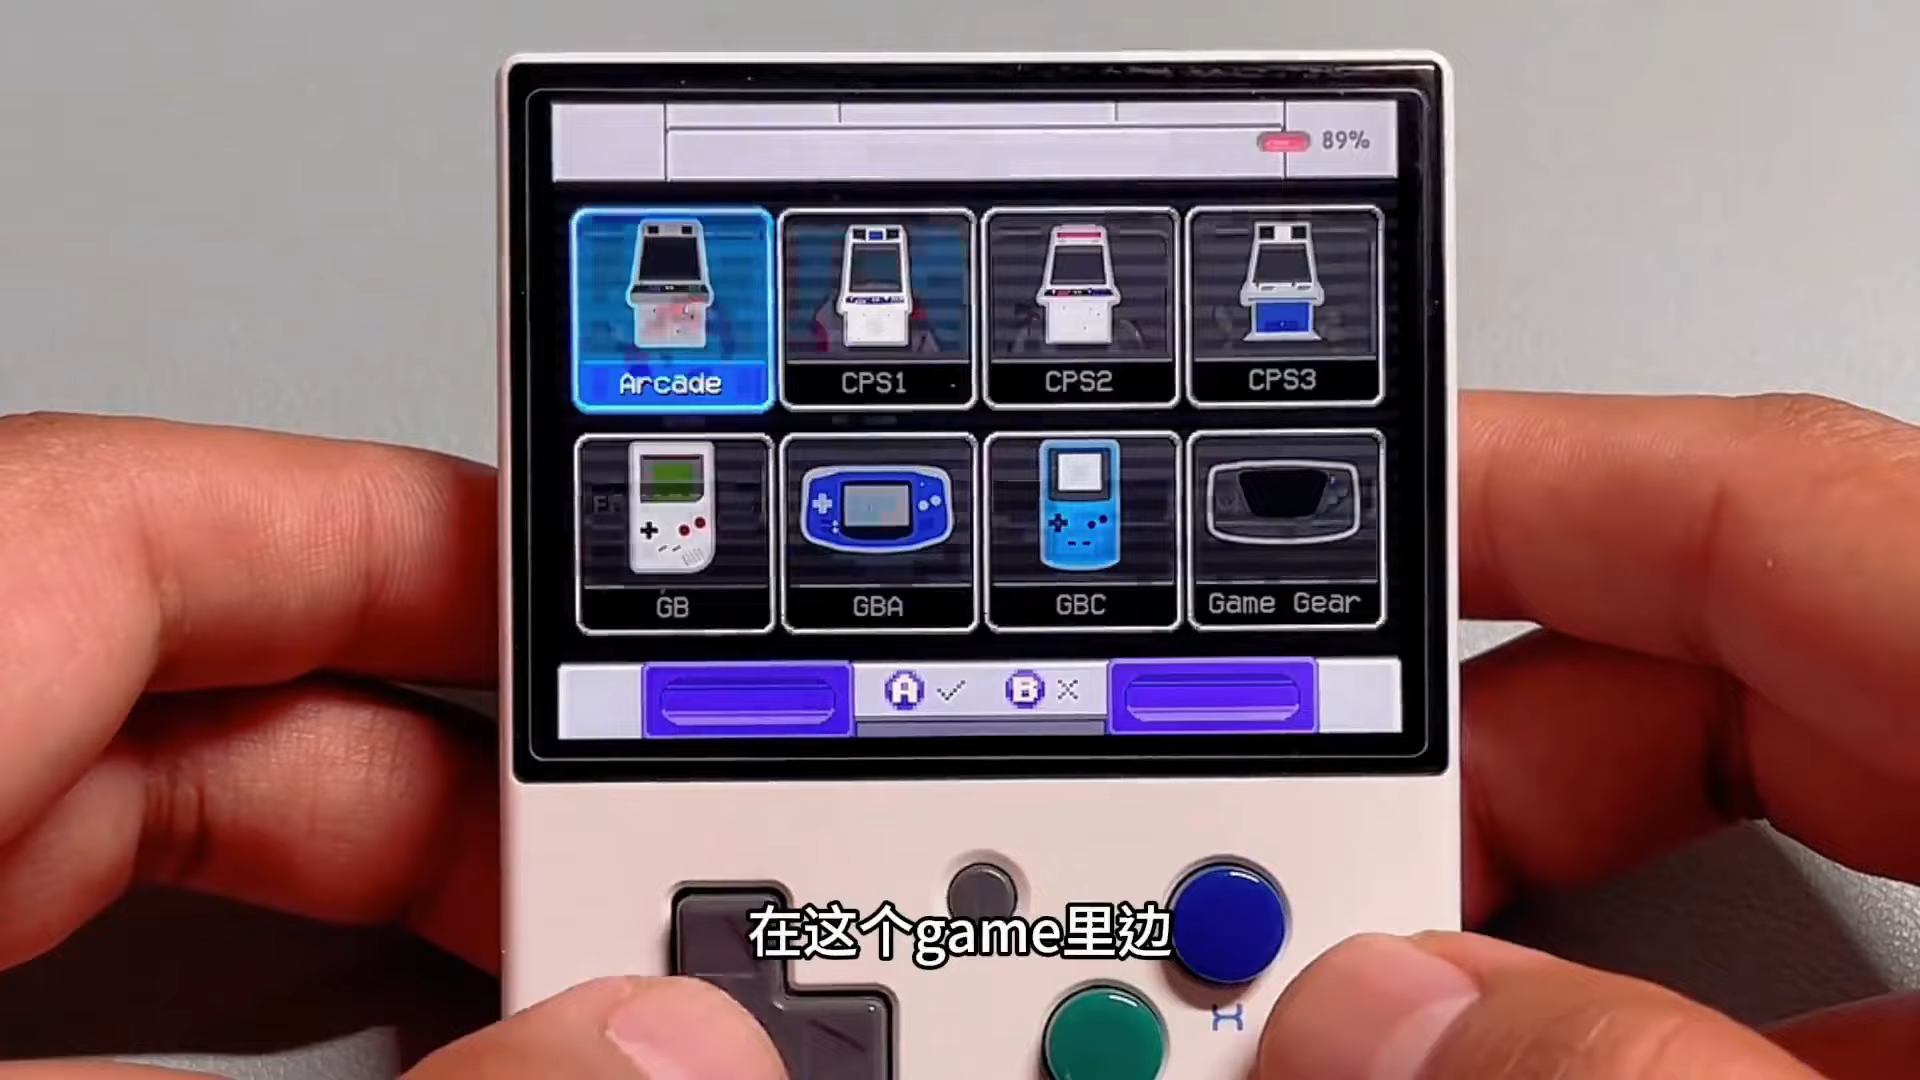 89%
Arcade
CPS1
CPS2
CPS3
GB
GBA
GBC
Game Gear
A
B
在这个game里边
X